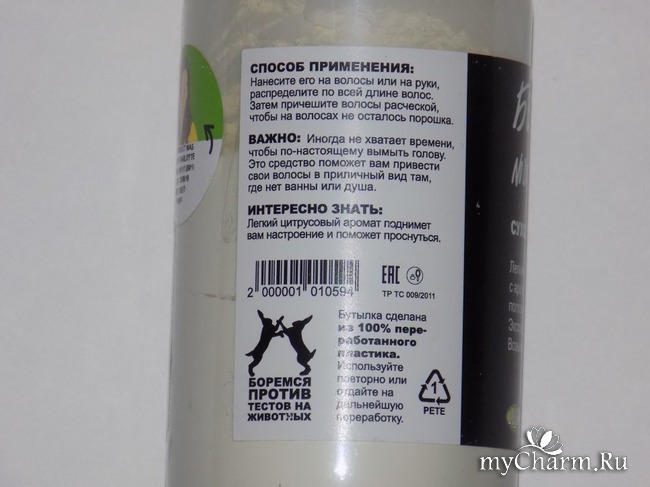 СПОСОБ ПРИМЕНЕНИЯ:
Нанесите его на волосы или на руки,
распределите по всей длине волос.
Затем причешите волосы расческой,
чтобы на волосах не осталось порошка.
ВАЖНО: Иногда не хватает времени,
чтобы по-настоящему вымыть голову.
Это средство поможет вам привести
свои волосы в приличный вид там,
где нет ванны или душа.
ИНТЕРЕСНО ЗНАТЬ:
Легкий цитрусовый аромат поднимет
вам настроение и поможет проснуться.
2 000001 010594
ЕАС
ТР ТС 009/2011
БОРЕМСЯ
ПРОТИВ
ТЕСТОВ НА
ЖИВОТНЫХ
Бутылка сделана
из 100% пере-
работанного
пластика.
Используйте
повторно или
отдайте на
дальнейшую
переработку.
1
PETE
myCharm.Ru